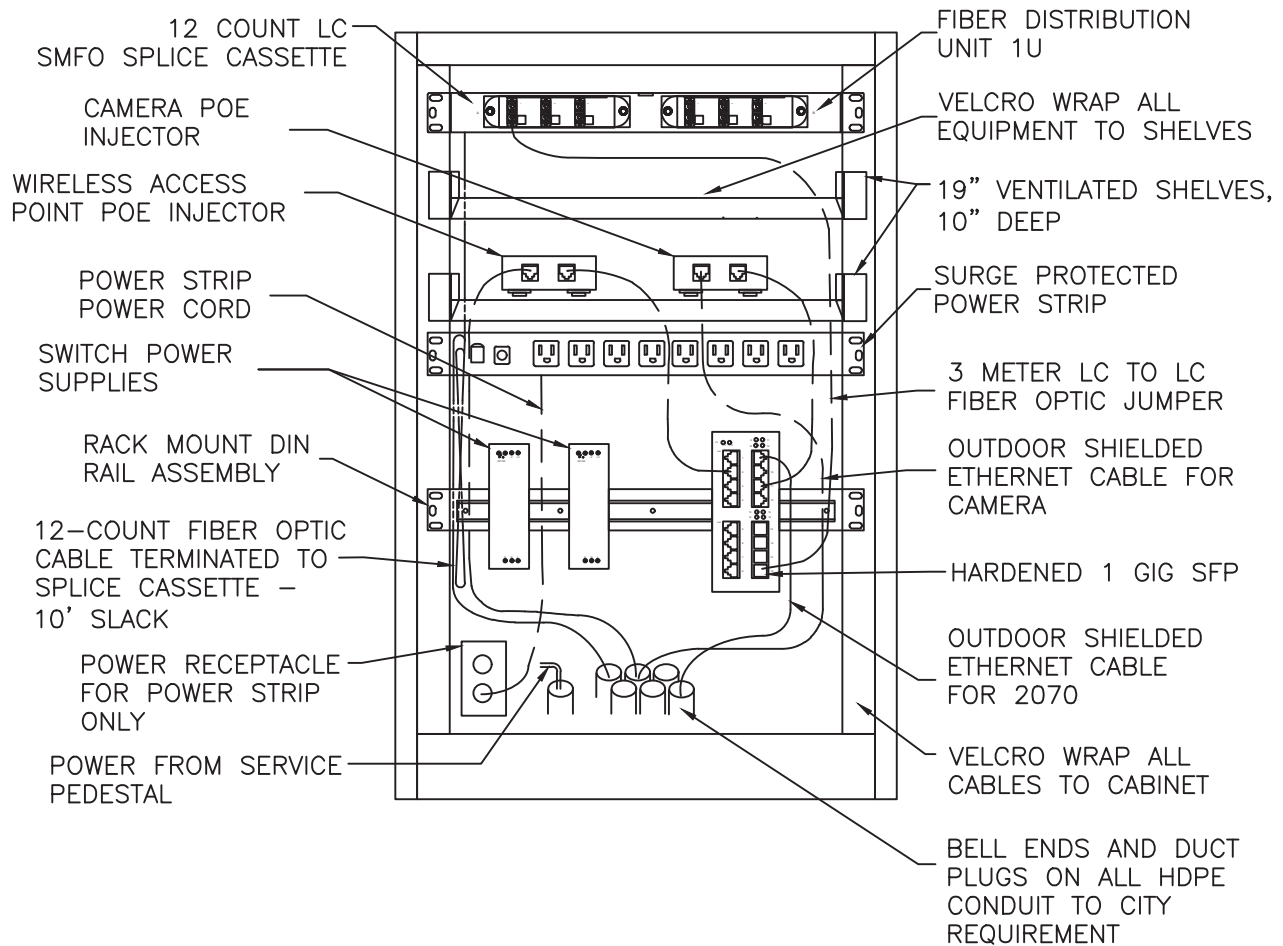 12 COUNT LC
SMFO SPLICE CASSETTE
CAMERA POE
INJECTOR
WIRELESS ACCESS
POINT POE INJECTOR
POWER STRIP
POWER CORD
SWITCH POWER
SUPPLIES
RACK MOUNT DIN
RAIL ASSEMBLY
12-COUNT FIBER OPTIC
CABLE TERMINATED TO
SPLICE CASSETTE -
10' SLACK
POWER RECEPTACLE
FOR POWER STRIP
ONLY
POWER FROM SERVICE
PEDESTAL
FIBER DISTRIBUTION
UNIT 1U
VELCRO WRAP ALL
EQUIPMENT TO SHELVES
19" VENTILATED SHELVES,
10" DEEP
SURGE PROTECTED
POWER STRIP
3 METER LC TO LC
FIBER OPTIC JUMPER
OUTDOOR SHIELDED
ETHERNET CABLE FOR
CAMERA
HARDENED 1 GIG SFP
OUTDOOR SHIELDED
ETHERNET CABLE
FOR 2070
VELCRO WRAP ALL
CABLES TO CABINET
BELL ENDS AND DUCT
PLUGS ON ALL HDPE
CONDUIT TO CITY
REQUIREMENT